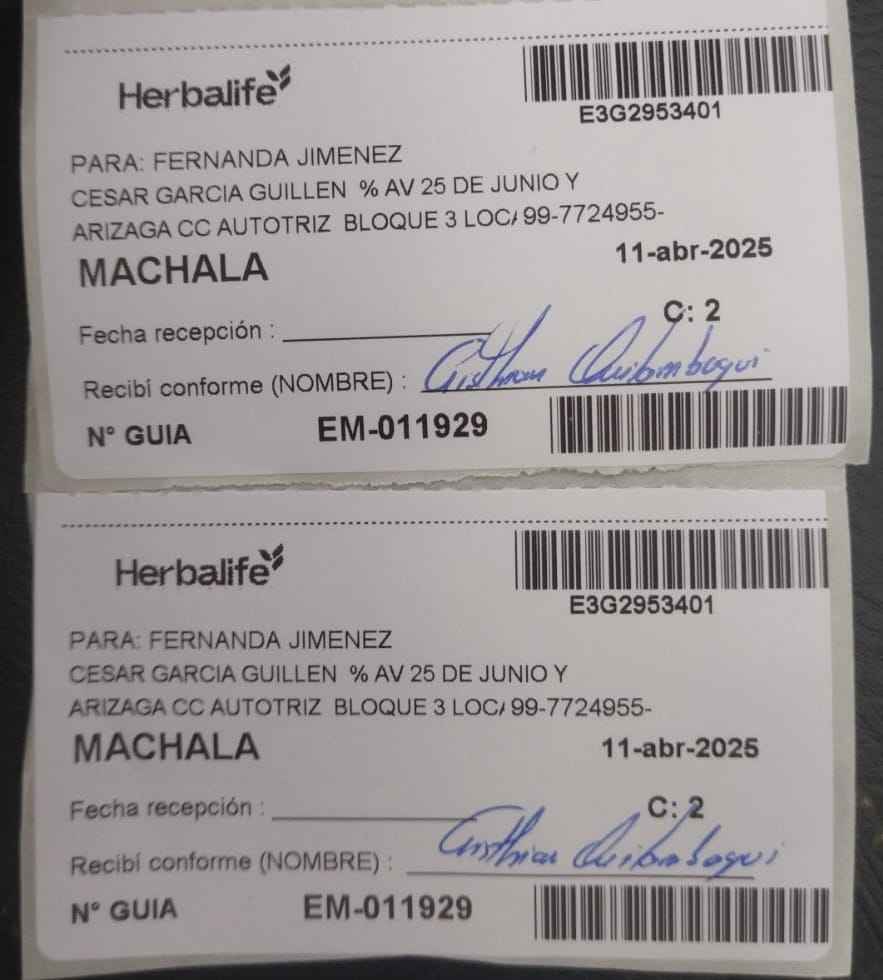 Herbalife
E3G2953401
PARA: FERNANDA JIMENEZ
CESAR GARCIA GUILLEN % AV 25 DE JUNIO Y
ARIZAGA CC AUTOTRIZ BLOQUE 3 LOC 99-7724955-
MACHALA
11-abr-2025
C: 2
Fecha recepción :
Recibí conforme (NOMBRE) : Cristhian
N° GUIA EM-011929
Herbalife
E3G2953401
PARA: FERNANDA JIMENEZ
CESAR GARCIA GUILLEN % AV 25 DE JUNIO Y
ARIZAGA CC AUTOTRIZ BLOQUE 3 LOC 99-7724955-
MACHALA
11-abr-2025
C: 2
Fecha recepción :
Recibí conforme (NOMBRE) : Cristhian
N° GUIA EM-011929